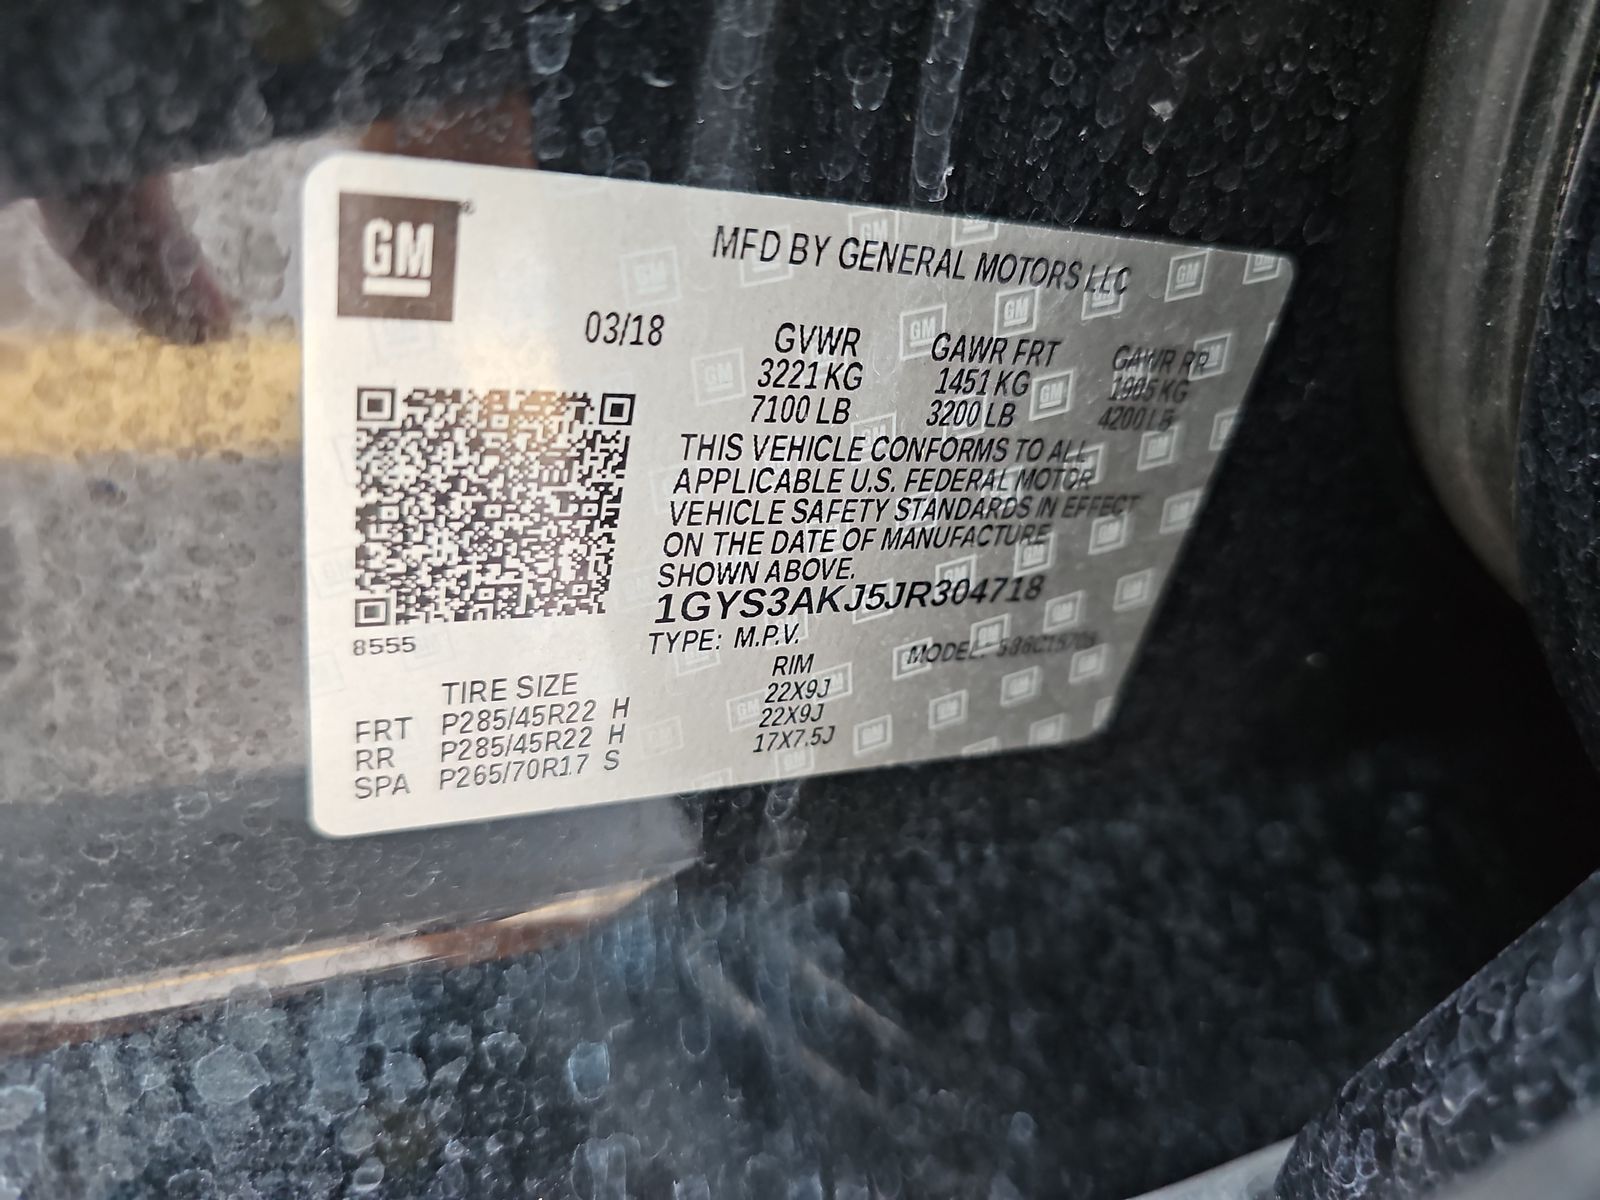 GM
MFD BY GENERAL MOTORS LLC
03/18
GVWR GAWR FRT GAWR RR
3221 KG 1451 KG 1905 KG
7100 LB 3200 LB 4200 LB
THIS VEHICLE CONFORMS TO ALL
APPLICABLE U.S. FEDERAL MOTOR
VEHICLE SAFETY STANDARDS IN EFFECT
ON THE DATE OF MANUFACTURE
SHOWN ABOVE.
1GYS3AKJ5JR304718
8555
TYPE: M.P.V. MODEL:
TIRE SIZE RIM
FRT P285/45R22 H 22X9J
RR P285/45R22 H 22X9J
SPA P265/70R17 S 17X7.5J